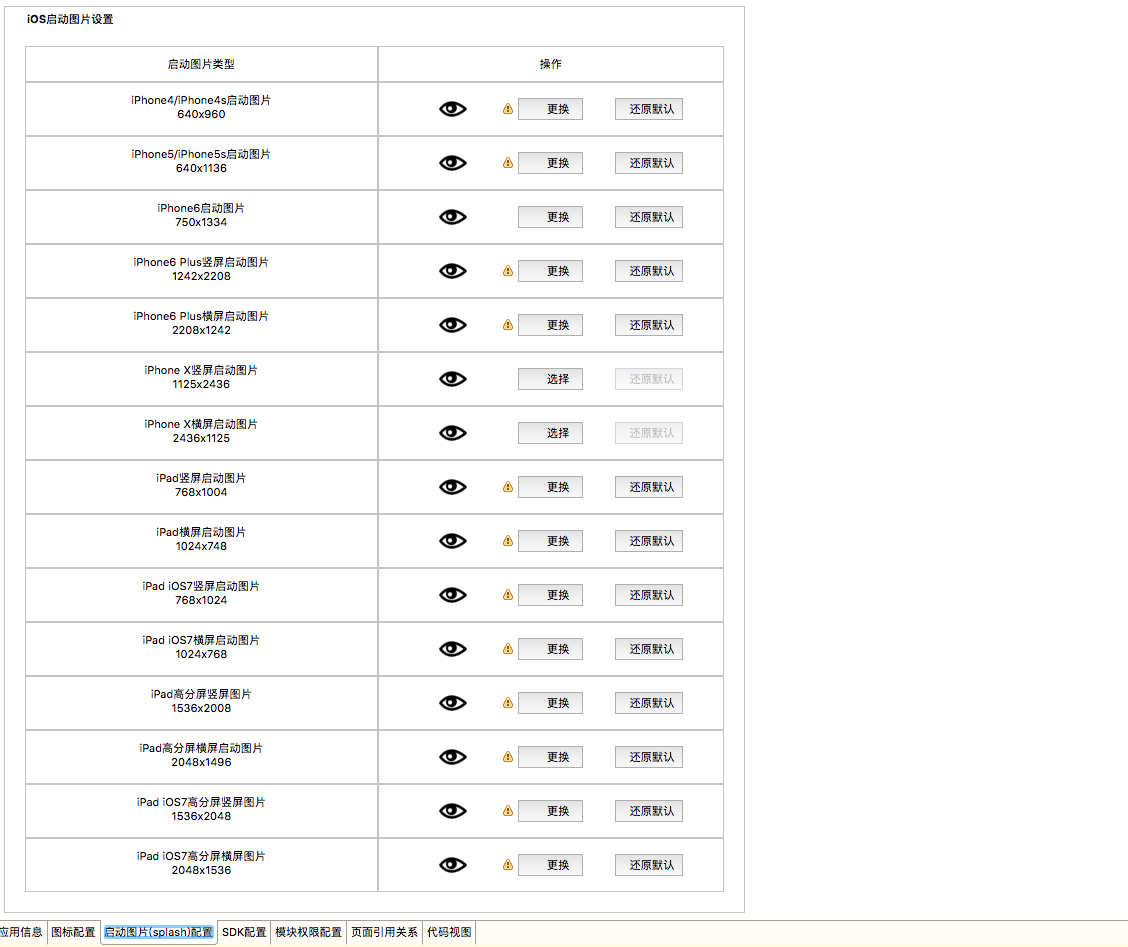 iOS启动图片设置
启动图片类型 操作
iPhone4/iPhone4s启动图片
640x960
更换 还原默认
iPhone5/iPhone5s启动图片
640x1136
更换 还原默认
iPhone6启动图片
750x1334
更换 还原默认
iPhone6 Plus竖屏启动图片
1242x2208
更换 还原默认
iPhone6 Plus横屏启动图片
2208x1242
更换 还原默认
iPhone X竖屏启动图片
1125x2436
选择 还原默认
iPhone X横屏启动图片
2436x1125
选择 还原默认
iPad竖屏启动图片
768x1004
更换 还原默认
iPad横屏启动图片
1024x748
更换 还原默认
iPad iOS7竖屏启动图片
768x1024
更换 还原默认
iPad iOS7横屏启动图片
1024x768
更换 还原默认
iPad高分屏竖屏图片
1536x2008
更换 还原默认
iPad高分屏横屏启动图片
2048x1496
更换 还原默认
iPad iOS7高分屏竖屏图片
1536x2048
更换 还原默认
iPad iOS7高分屏横屏图片
2048x1536
更换 还原默认
应用信息 图标配置 启动图片(splash)配置 SDK配置 模块权限配置 页面引用关系 代码视图